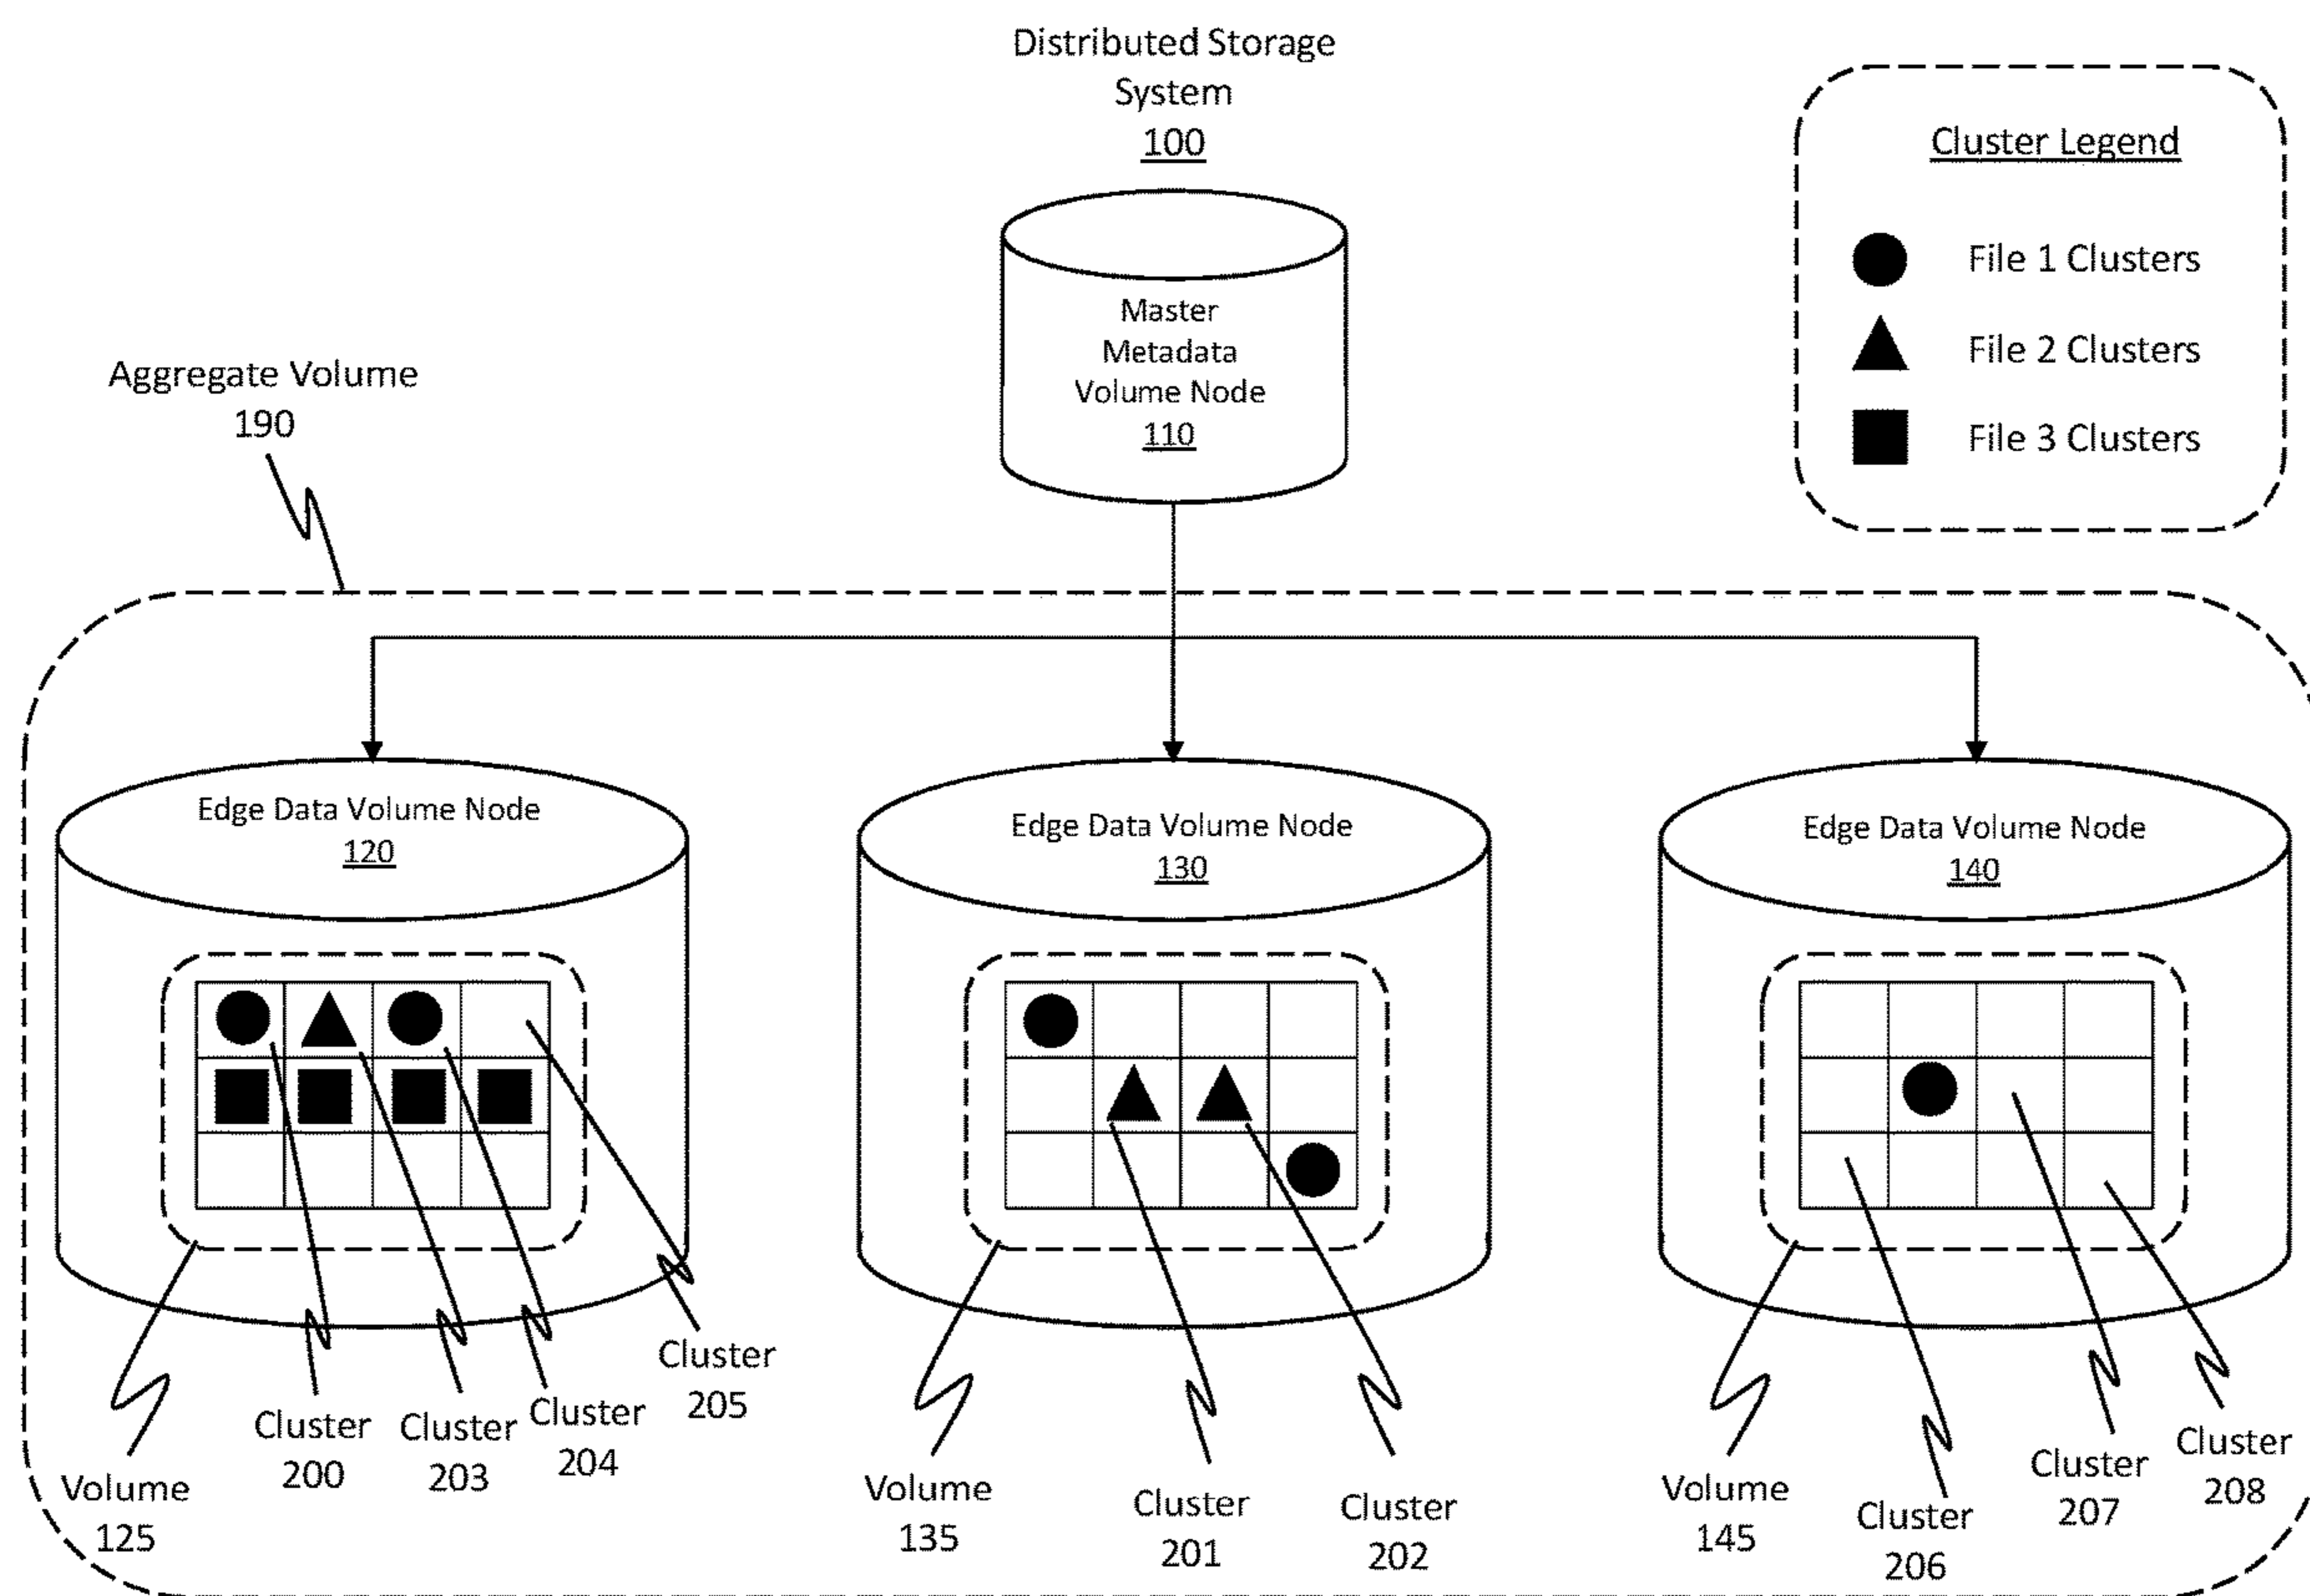 Distributed Storage
System
100
Cluster Legend
File 1 Clusters
File 2 Clusters
File 3 Clusters
Master
Metadata
Volume Node
110
Aggregate Volume
190
Edge Data Volume Node
120
Edge Data Volume Node
130
Edge Data Volume Node
140
Volume
125
Cluster
200
Cluster
203
Cluster
204
Cluster
205
Volume
135
Cluster
201
Cluster
202
Volume
145
Cluster
206
Cluster
207
Cluster
208